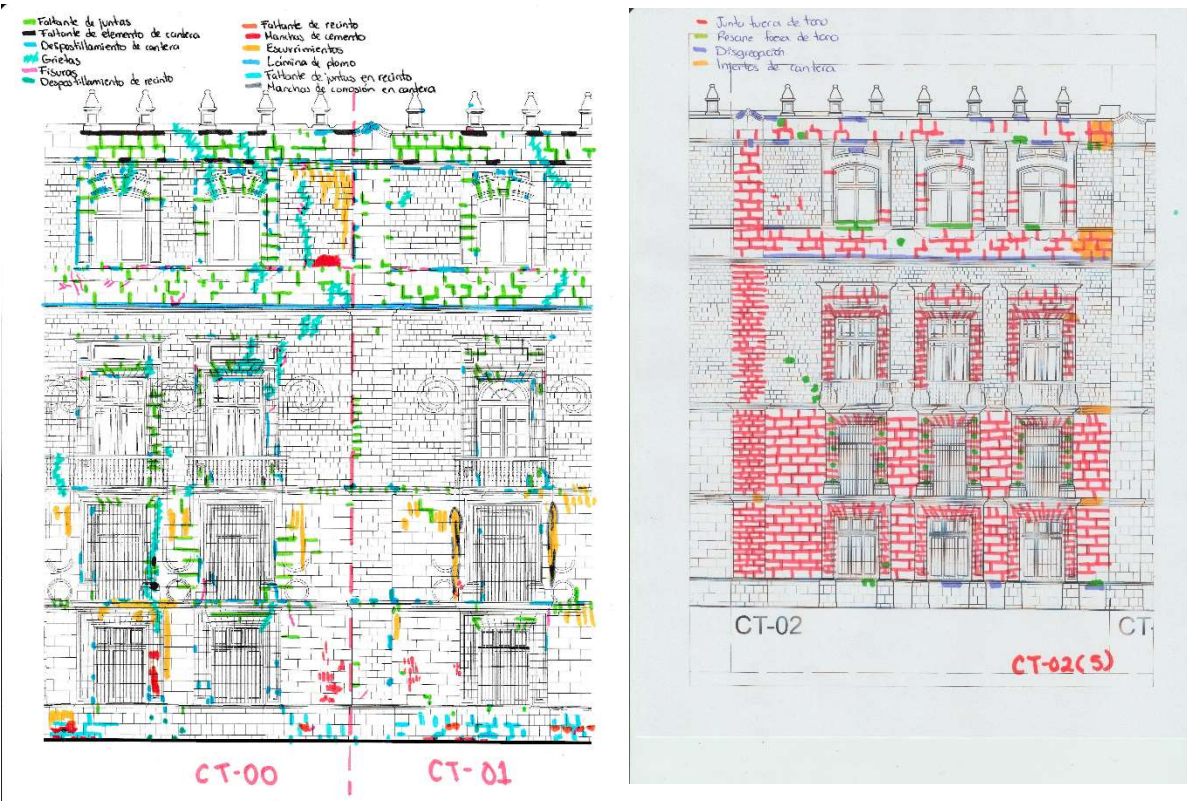 Faltante de juntas
Faltante de elemento de cantera
Despostillamiento de cantera
Grietas
Fisuras
Despostillamiento de recinto
Faltante de recinto
Manchas de cemento
Escurrimientos
Lámina de plomo
Faltante de juntas en recinto
Manchas de corrosión en cantera
CT-00
CT-01
Junta fuera de tono
Resane fuera de tono
Disgregación
Injertos de cantera
CT-02
CT-
CT-02(5)